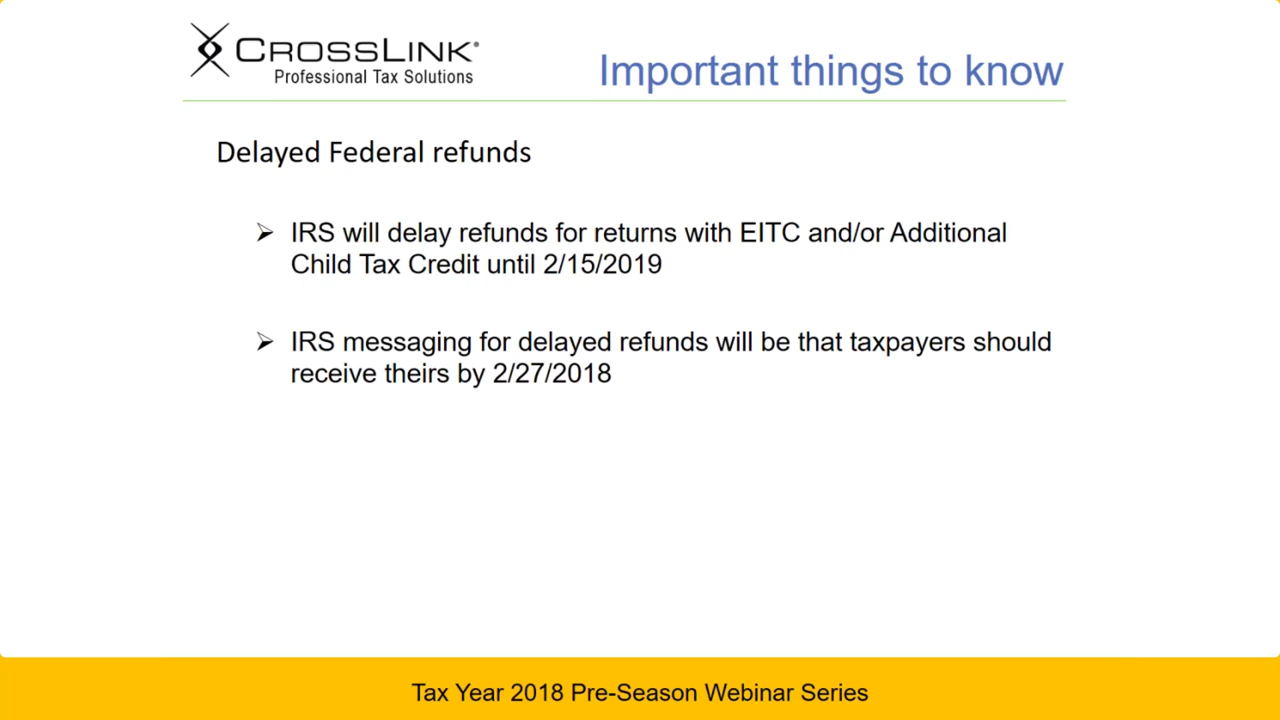 CROSSLINK®
Professional Tax Solutions
Important things to know
Delayed Federal refunds
➢ IRS will delay refunds for returns with EITC and/or Additional
Child Tax Credit until 2/15/2019
➢ IRS messaging for delayed refunds will be that taxpayers should
receive theirs by 2/27/2018
Tax Year 2018 Pre-Season Webinar Series